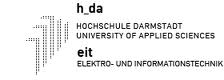 h_da
HOCHSCHULE DARMSTADT
UNIVERSITY OF APPLIED SCIENCES
eit
ELEKTRO- UND INFORMATIONSTECHNIK